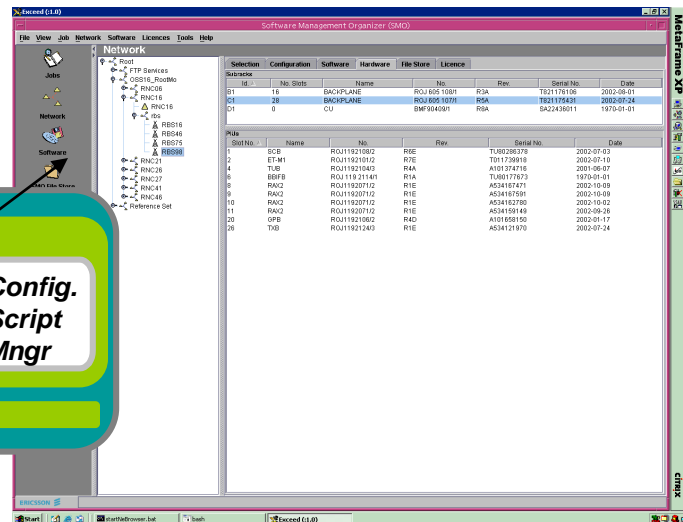 Exceed (:1.0)
Software Management Organizer (SMO)
File View Job Network Software Licences Tools Help
Jobs
Network
Software
SMO File Store
Network
Root
FTP Services
OSS16_RootMo
RNC06
RNC16
RNC16
rbs
RBS16
RBS46
RBS75
RBS90
RNC21
RNC26
RNC27
RNC41
RNC46
Reference Set
Selection Configuration Software Hardware File Store Licence
Subracks
Id. No. Slots Name No. Rev. Serial No. Date
B1 16 BACKPLANE ROJ 605 108/1 R3A T821176106 2002-08-01
C1 28 BACKPLANE ROJ 605 107/1 R5A T821175431 2002-07-24
D1 0 CU BMF90409/1 R8A SA22436011 1970-01-01
PIUs
Slot No. Name No. Rev. Serial No. Date
1 SCB ROJ1192108/2 R6E TU80286378 2002-07-03
2 ET-M1 ROJ1192101/2 R7E T011739918 2002-07-10
4 TUB ROJ1192104/3 R4A A101374716 2001-06-07
6 BBIFB ROJ 119 2114/1 R1A TU80177673 1970-01-01
8 RAX2 ROJ1192071/2 R1E A534167471 2002-10-09
9 RAX2 ROJ1192071/2 R1E A534167591 2002-10-09
10 RAX2 ROJ1192071/2 R1E A534162780 2002-10-02
11 RAX2 ROJ1192071/2 R1E A534159149 2002-09-26
20 GPB ROJ1192106/2 R4D A101658150 2002-01-17
26 TXB ROJ1192124/3 R1E A534121970 2002-07-24
Config.
Script
Mngr
ERICSSON
Start startNetBrowser.bat bash Exceed (:1.0)
MetaFrame XP
citrix